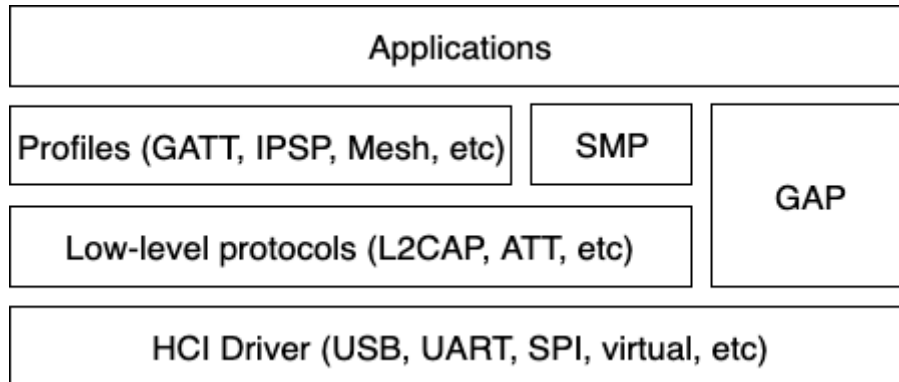 Applications
Profiles (GATT, IPSP, Mesh, etc)
SMP
GAP
Low-level protocols (L2CAP, ATT, etc)
HCI Driver (USB, UART, SPI, virtual, etc)